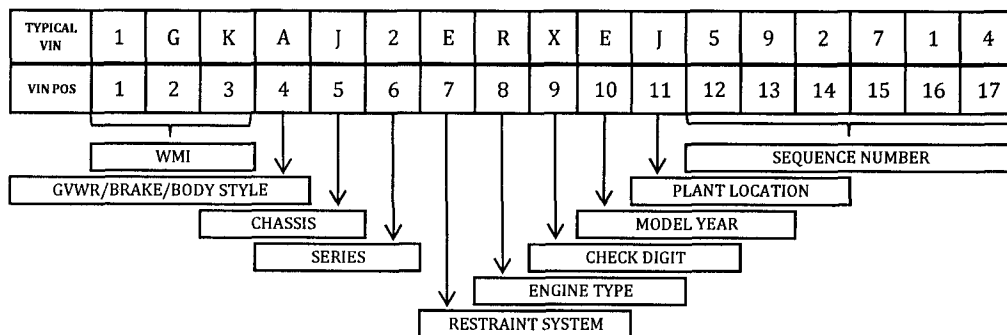 TYPICAL VIN 1 G K A J 2 E R X E J 5 9 2 7 1 4
VIN POS 1 2 3 4 5 6 7 8 9 10 11 12 13 14 15 16 17
WMI SEQUENCE NUMBER
GVWR/BRAKE/BODY STYLE PLANT LOCATION
CHASSIS MODEL YEAR
SERIES CHECK DIGIT
ENGINE TYPE
RESTRAINT SYSTEM